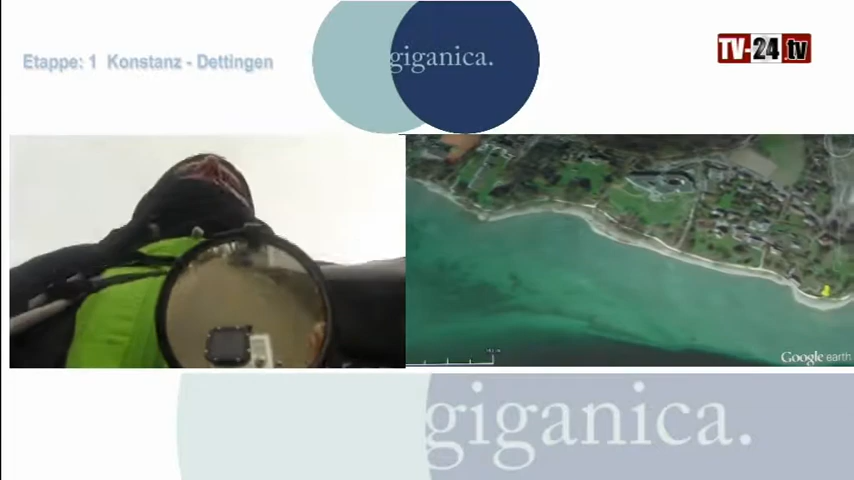 Etappe: 1 Konstanz - Dettingen
giganica.
TV-24.tv
Google earth
giganica.